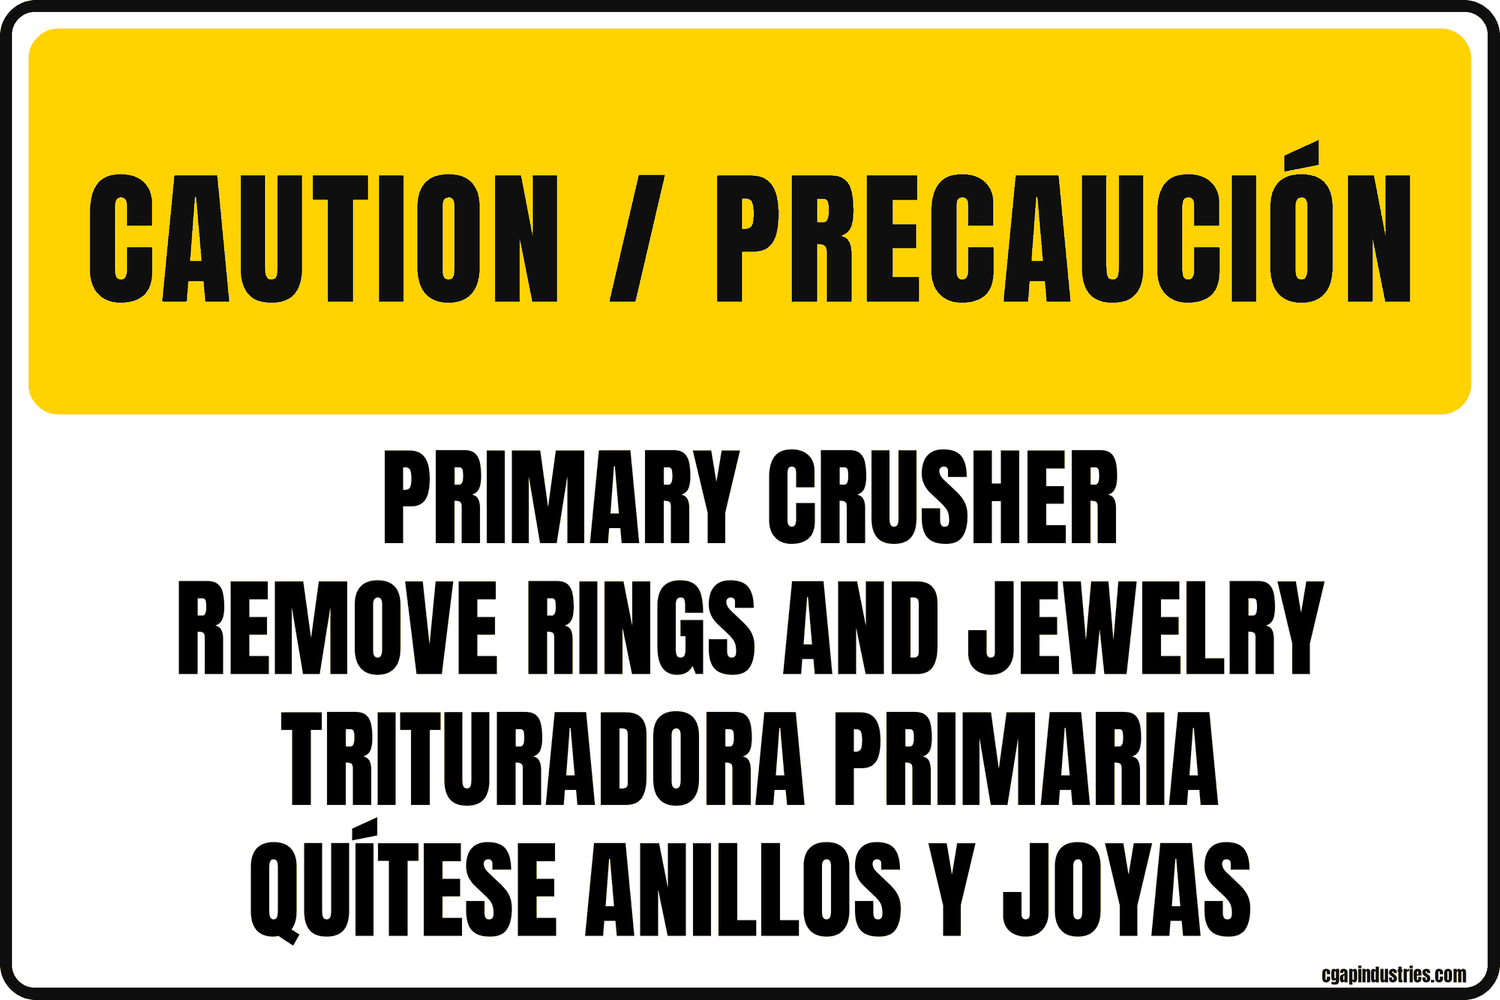 CAUTION / PRECAUCIÓN
PRIMARY CRUSHER
REMOVE RINGS AND JEWELRY
TRITURADORA PRIMARIA
QUÍTESE ANILLOS Y JOYAS
cgapindustries.com